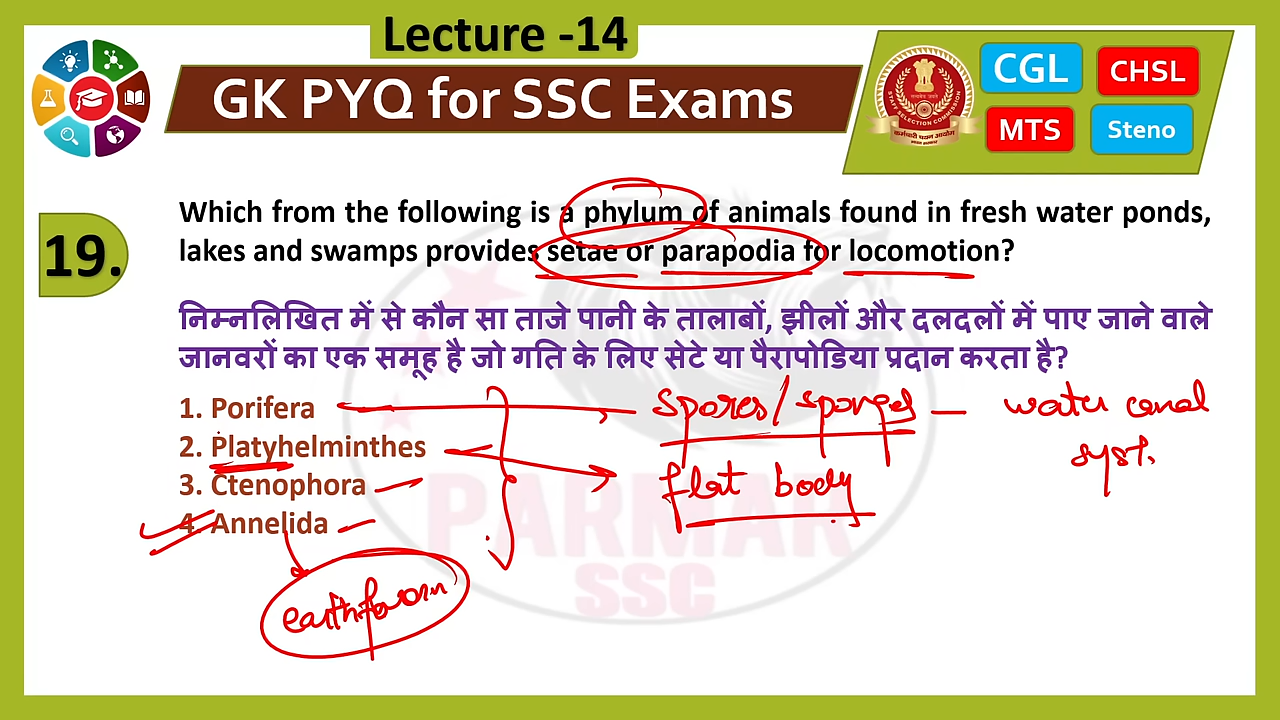 Lecture -14
GK PYQ for SSC Exams
CGL
CHSL
MTS
Steno
19.
Which from the following is a phylum of animals found in fresh water ponds,
lakes and swamps provides setae or parapodia for locomotion?
निम्नलिखित में से कौन सा ताजे पानी के तालाबों, झीलों और दलदलों में पाए जाने वाले
जानवरों का एक समूह है जो गति के लिए सेटे या पैरापोडिया प्रदान करता है?
1. Porifera
spores/sponges — water canal
syst.
2. Platyhelminthes
flat body
3. Ctenophora
4. Annelida
PARMAR
SSC